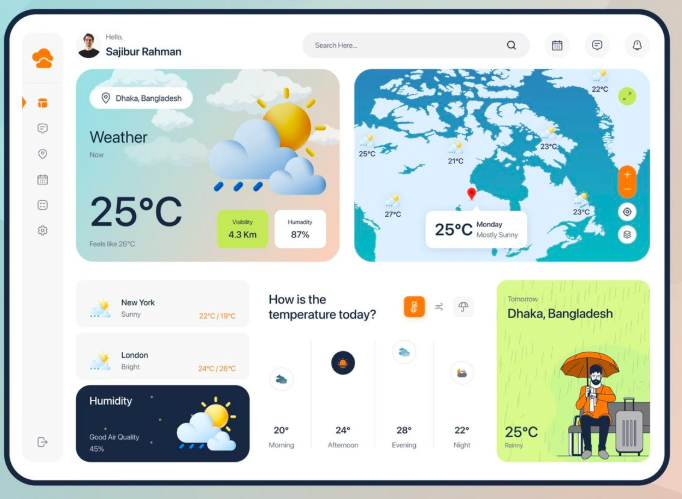 Hello,
Sajibur Rahman
Search Here...
Dhaka, Bangladesh
Weather
Now
25°C
Feels like 26°C
Visibility
4.3 Km
Humadity
87%
22°C
25°C
21°C
23°C
27°C
23°C
+
−
25°C
Monday
Mostly Sunny
New York
Sunny
22°C / 19°C
London
Bright
24°C / 26°C
Humidity
Good Air Quality
45%
How is the
temperature today?
20°
Morning
24°
Afternoon
28°
Evening
22°
Night
Tomorrow
Dhaka, Bangladesh
25°C
Rainny